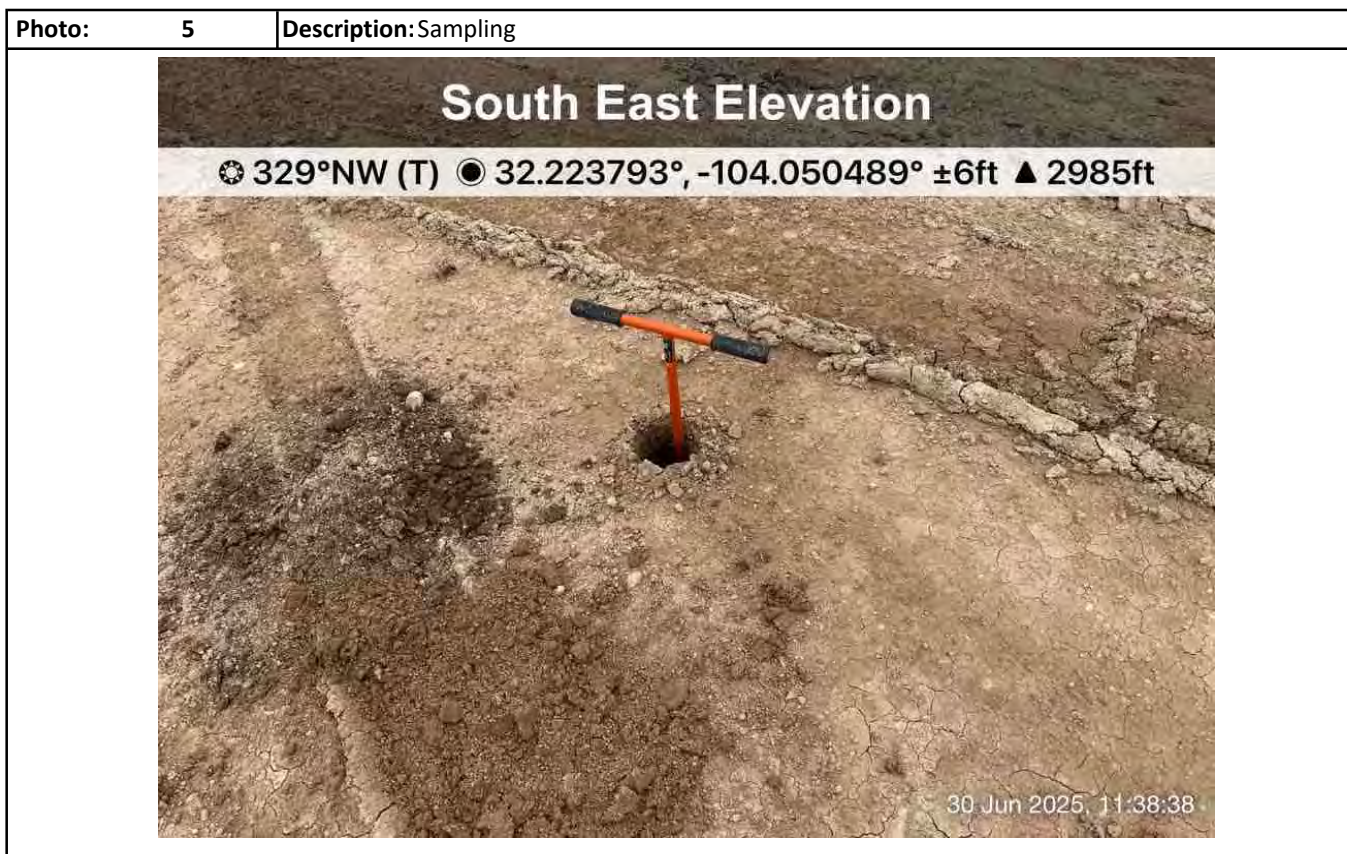 Photo: 5 Description: Sampling
South East Elevation
329°NW (T) 32.223793°, -104.050489° ±6ft ▲ 2985ft
30 Jun 2025, 11:38:38